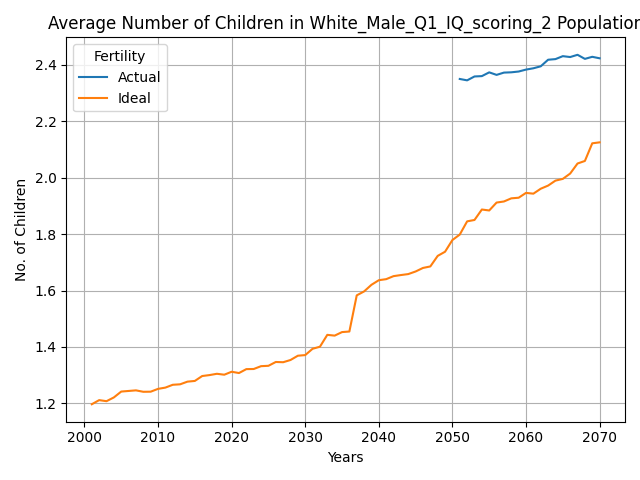 Average Number of Children in White_Male_Q1_IQ_scoring_2 Population
Fertility
Actual
Ideal
No. of Children
2.4
2.2
2.0
1.8
1.6
1.4
1.2
2000 2010 2020 2030 2040 2050 2060 2070
Years